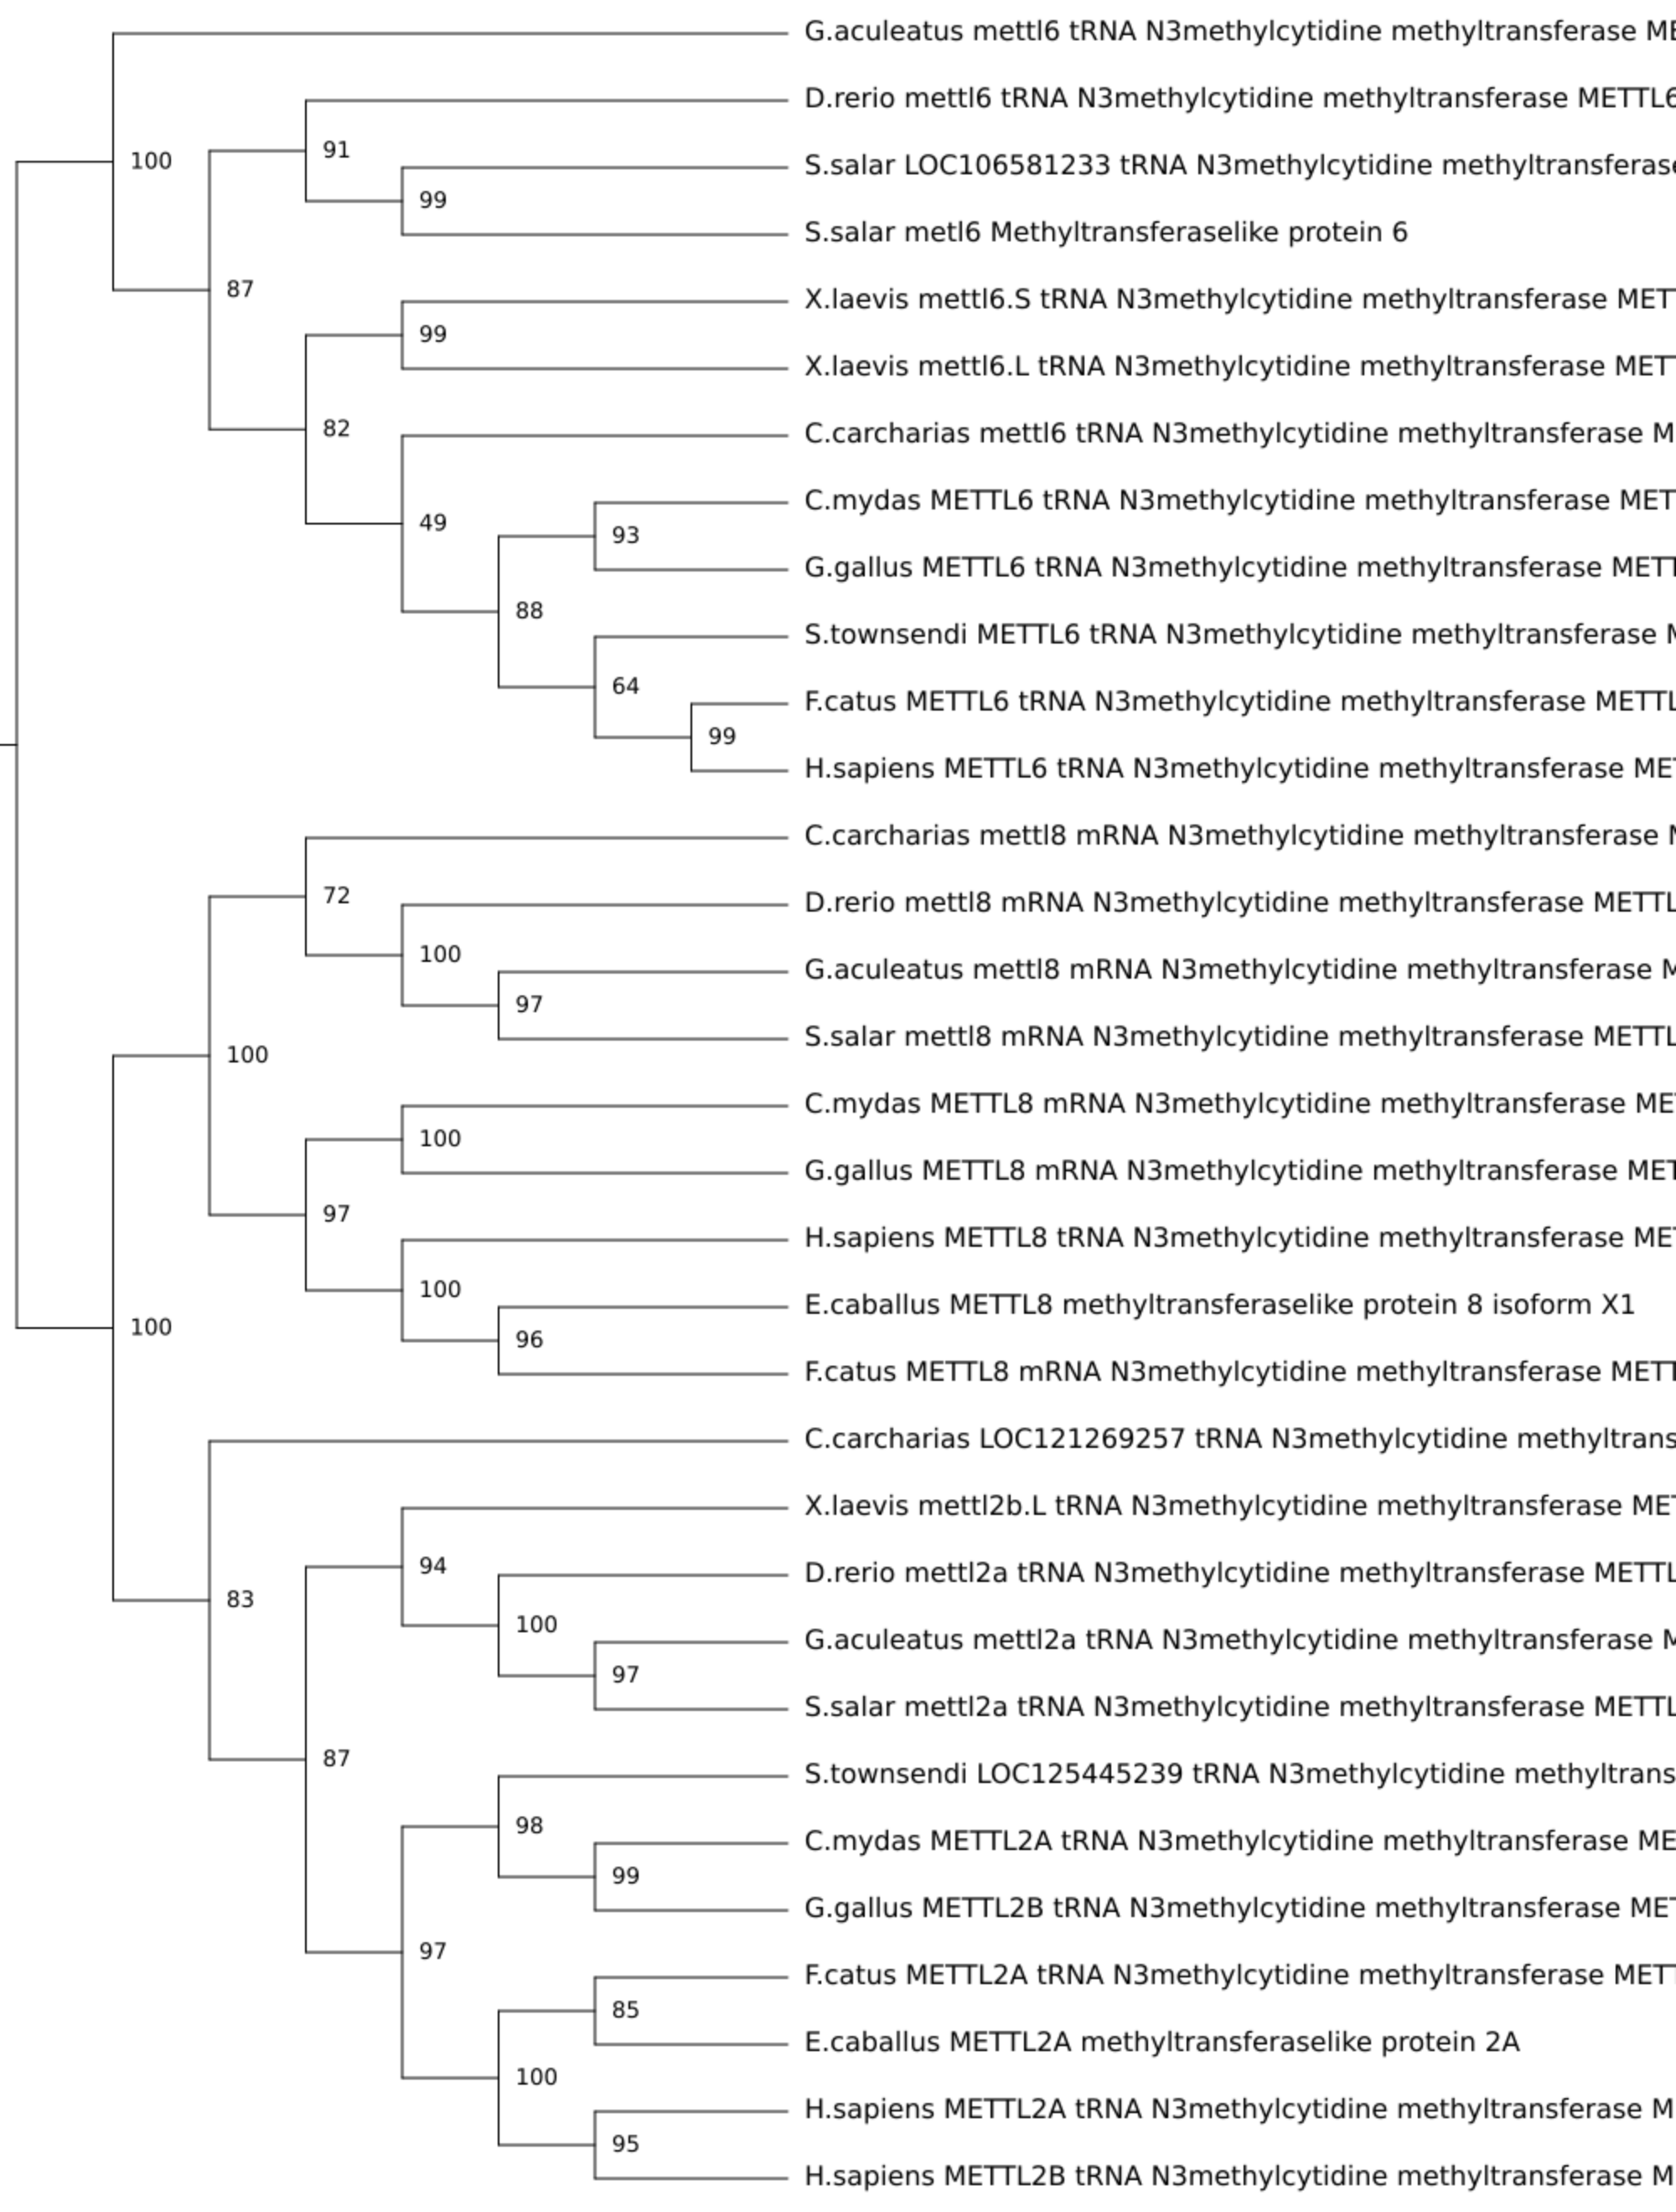 G.aculeatus mettl6 tRNA N3methylcytidine methyltransferase ME
D.rerio mettl6 tRNA N3methylcytidine methyltransferase METTL6
91
100
S.salar LOC106581233 tRNA N3methylcytidine methyltransferase
99
S.salar metl6 Methyltransferaselike protein 6
87
X.laevis mettl6.S tRNA N3methylcytidine methyltransferase MET
99
X.laevis mettl6.L tRNA N3methylcytidine methyltransferase MET
82
C.carcharias mettl6 tRNA N3methylcytidine methyltransferase M
C.mydas METTL6 tRNA N3methylcytidine methyltransferase MET
49
93
G.gallus METTL6 tRNA N3methylcytidine methyltransferase METT
88
S.townsendi METTL6 tRNA N3methylcytidine methyltransferase M
64
F.catus METTL6 tRNA N3methylcytidine methyltransferase METTL
99
H.sapiens METTL6 tRNA N3methylcytidine methyltransferase ME
C.carcharias mettl8 mRNA N3methylcytidine methyltransferase M
72
D.rerio mettl8 mRNA N3methylcytidine methyltransferase METTL
100
G.aculeatus mettl8 mRNA N3methylcytidine methyltransferase M
97
S.salar mettl8 mRNA N3methylcytidine methyltransferase METTL
100
C.mydas METTL8 mRNA N3methylcytidine methyltransferase ME
100
G.gallus METTL8 mRNA N3methylcytidine methyltransferase MET
97
H.sapiens METTL8 tRNA N3methylcytidine methyltransferase MET
100
E.caballus METTL8 methyltransferaselike protein 8 isoform X1
100
96
F.catus METTL8 mRNA N3methylcytidine methyltransferase METT
C.carcharias LOC121269257 tRNA N3methylcytidine methyltrans
X.laevis mettl2b.L tRNA N3methylcytidine methyltransferase MET
94
D.rerio mettl2a tRNA N3methylcytidine methyltransferase METTL
83
100
G.aculeatus mettl2a tRNA N3methylcytidine methyltransferase M
97
S.salar mettl2a tRNA N3methylcytidine methyltransferase METTL
87
S.townsendi LOC125445239 tRNA N3methylcytidine methyltrans
98
C.mydas METTL2A tRNA N3methylcytidine methyltransferase ME
99
G.gallus METTL2B tRNA N3methylcytidine methyltransferase ME
97
F.catus METTL2A tRNA N3methylcytidine methyltransferase METT
85
E.caballus METTL2A methyltransferaselike protein 2A
100
H.sapiens METTL2A tRNA N3methylcytidine methyltransferase M
95
H.sapiens METTL2B tRNA N3methylcytidine methyltransferase M